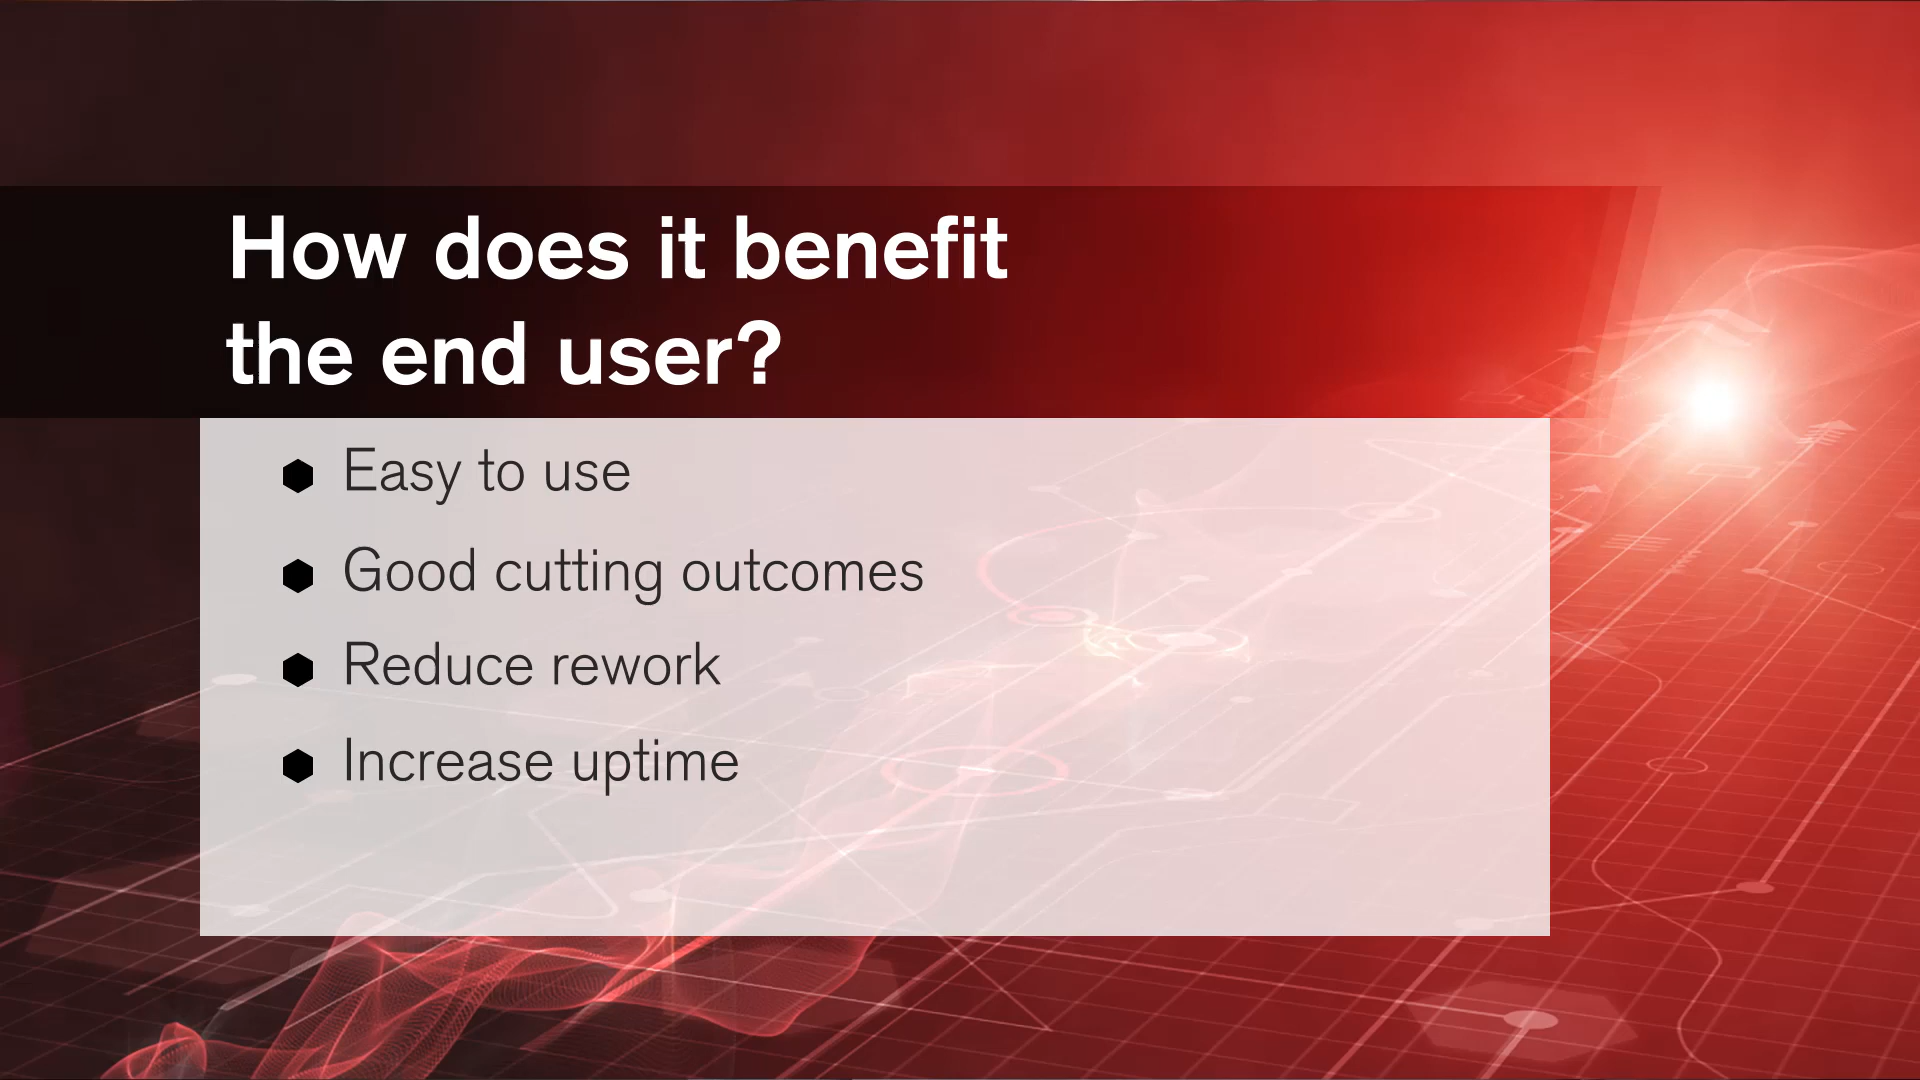 How does it benefit
the end user?
Easy to use
Good cutting outcomes
Reduce rework
Increase uptime